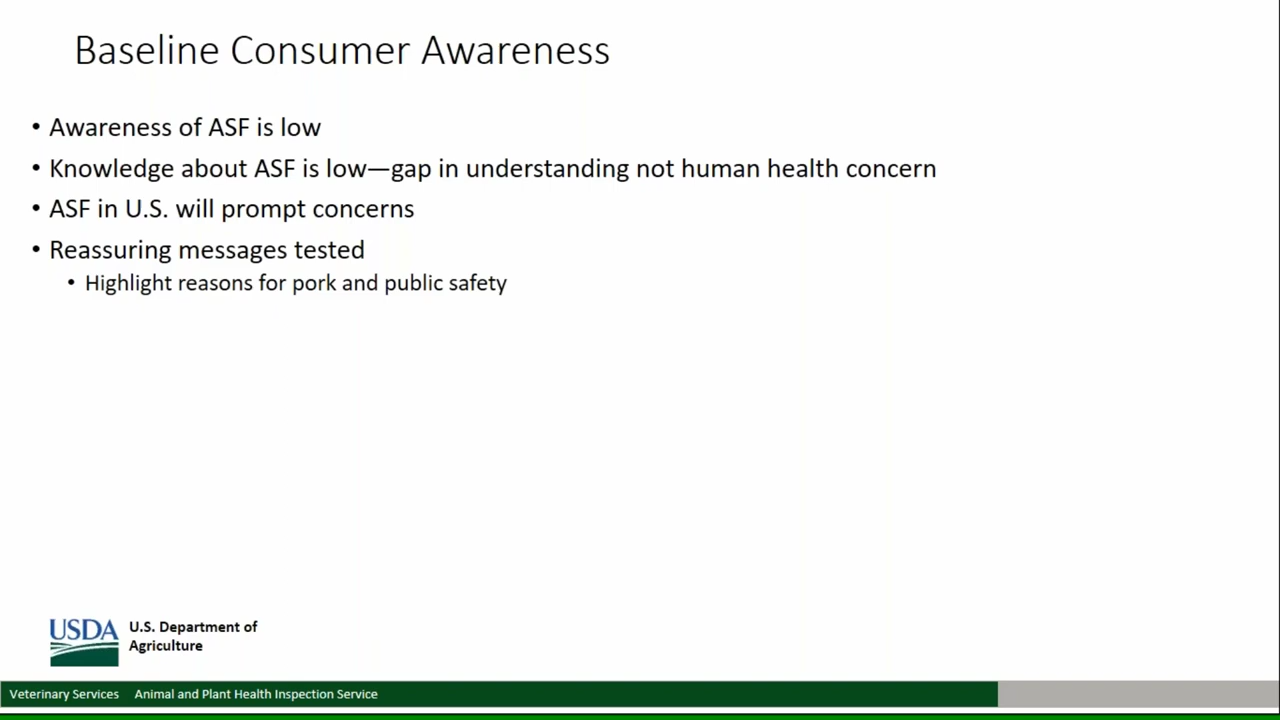 Baseline Consumer Awareness
• Awareness of ASF is low
• Knowledge about ASF is low—gap in understanding not human health concern
• ASF in U.S. will prompt concerns
• Reassuring messages tested
• Highlight reasons for pork and public safety
USDA
U.S. Department of
Agriculture
Veterinary Services Animal and Plant Health Inspection Service